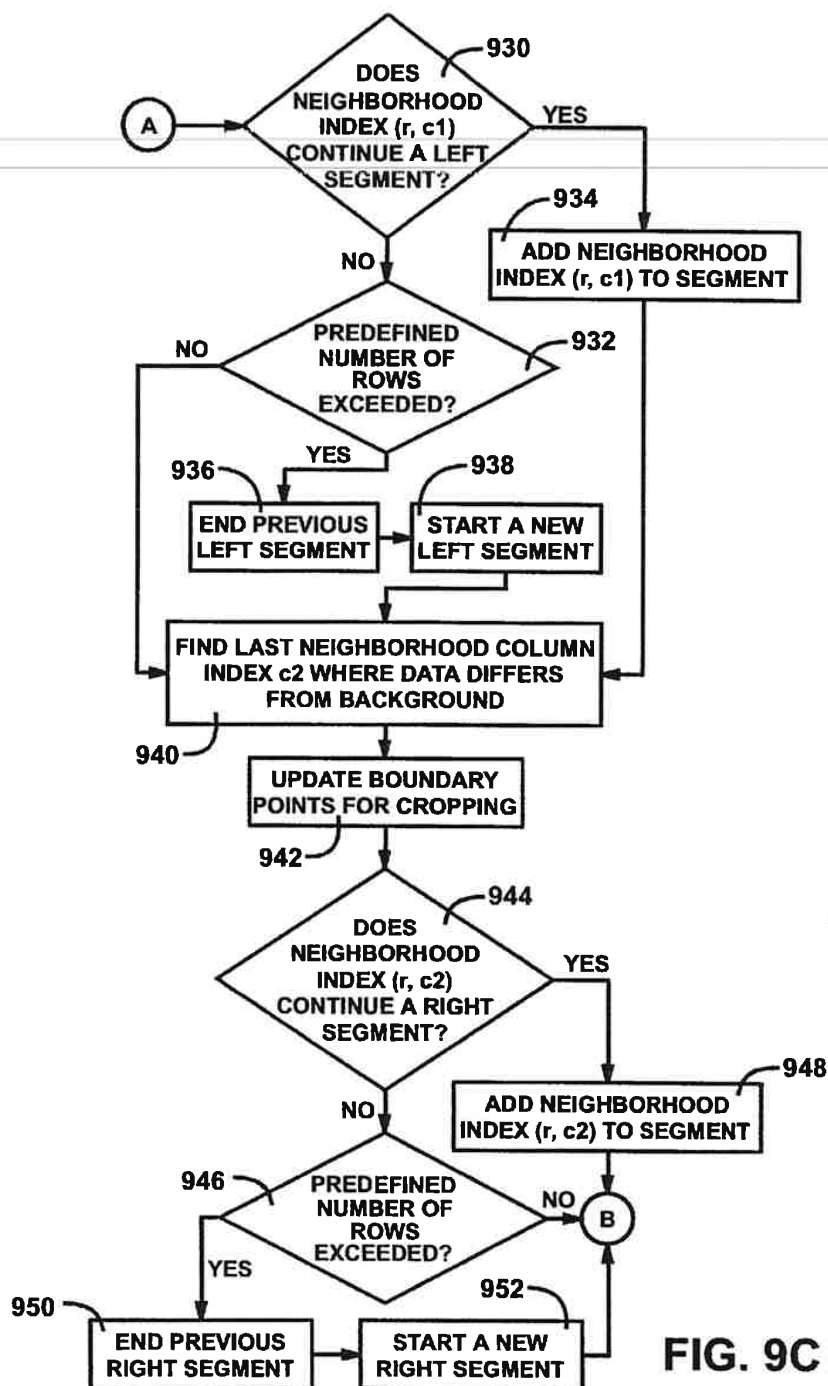 930
DOES
NEIGHBORHOOD
INDEX (r, c1)
CONTINUE A LEFT
SEGMENT?
A
YES
934
ADD NEIGHBORHOOD
INDEX (r, c1) TO SEGMENT
NO
PREDEFINED
NUMBER OF
ROWS
EXCEEDED?
932
NO
YES
936
END PREVIOUS
LEFT SEGMENT
938
START A NEW
LEFT SEGMENT
FIND LAST NEIGHBORHOOD COLUMN
INDEX c2 WHERE DATA DIFFERS
FROM BACKGROUND
940
UPDATE BOUNDARY
POINTS FOR CROPPING
942
944
DOES
NEIGHBORHOOD
INDEX (r, c2)
CONTINUE A RIGHT
SEGMENT?
YES
948
ADD NEIGHBORHOOD
INDEX (r, c2) TO SEGMENT
NO
946
PREDEFINED
NUMBER OF
ROWS
EXCEEDED?
NO
B
YES
950
END PREVIOUS
RIGHT SEGMENT
952
START A NEW
RIGHT SEGMENT
FIG. 9C